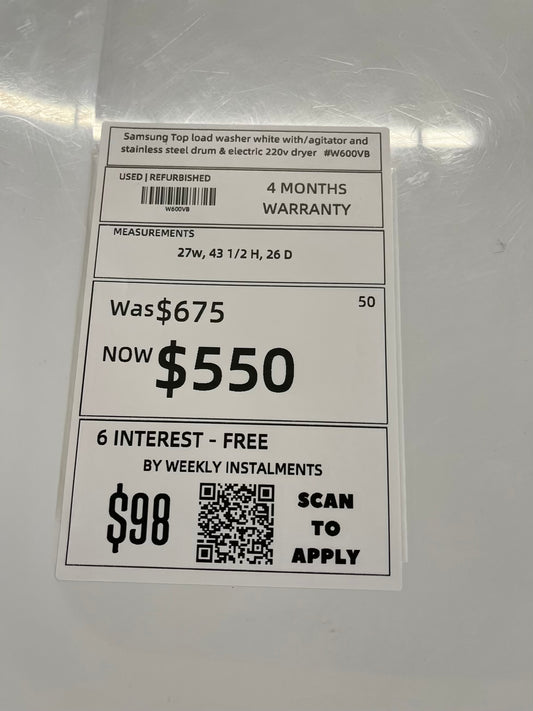 Samsung Top load washer white with/agitator and
stainless steel drum & electric 220v dryer #W600VB
USED | REFURBISHED
W600VB
4 MONTHS
WARRANTY
MEASUREMENTS
27w, 43 1/2 H, 26 D
50
Was $675
NOW $550
6 INTEREST - FREE
BY WEEKLY INSTALMENTS
$98
SCAN
TO
APPLY